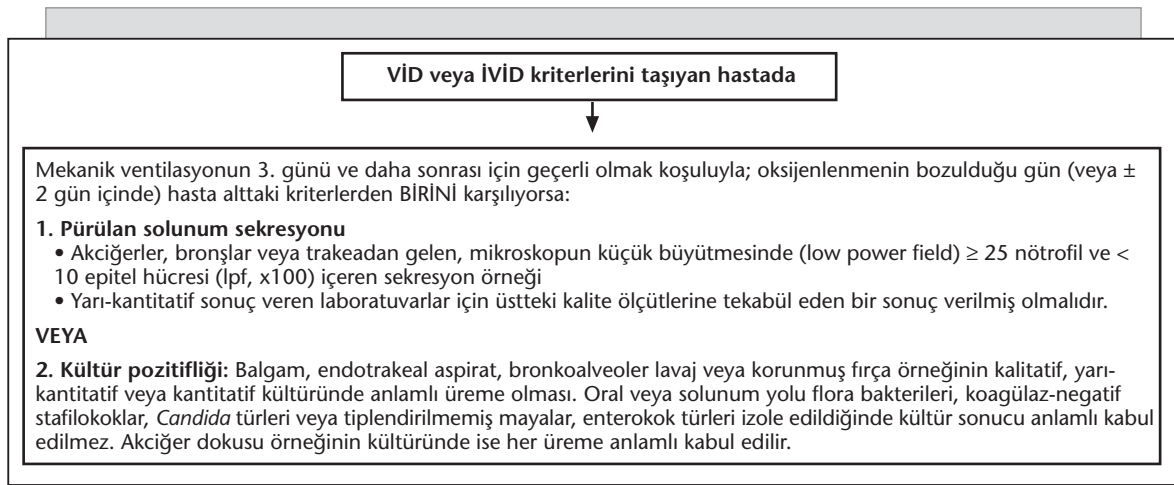 VİD veya İVİD kriterlerini taşıyan hastada
Mekanik ventilasyonun 3. günü ve daha sonrası için geçerli olmak koşuluyla; oksijenlenmenin bozulduğu gün (veya ±
2 gün içinde) hasta alttaki kriterlerden BİRİNİ karşılıyorsa:
1. Pürülan solunum sekresyonu
• Akciğerler, bronşlar veya trakeadan gelen, mikroskopun küçük büyütmesinde (low power field) ≥ 25 nötrofil ve <
10 epitel hücresi (lpf, x100) içeren sekresyon örneği
• Yarı-kantitatif sonuç veren laboratuvarlar için üstteki kalite ölçütlerine tekabül eden bir sonuç verilmiş olmalıdır.
VEYA
2. Kültür pozitifliği: Balgam, endotrakeal aspirat, bronkoalveoler lavaj veya korunmuş fırça örneğinin kalitatif, yarı-
kantitatif veya kantitatif kültüründe anlamlı üreme olması. Oral veya solunum yolu flora bakterileri, koagülaz-negatif
stafilokoklar, Candida türleri veya tiplendirilmemiş mayalar, enterokok türleri izole edildiğinde kültür sonucu anlamlı kabul
edilmez. Akciğer dokusu örneğinin kültüründe ise her üreme anlamlı kabul edilir.